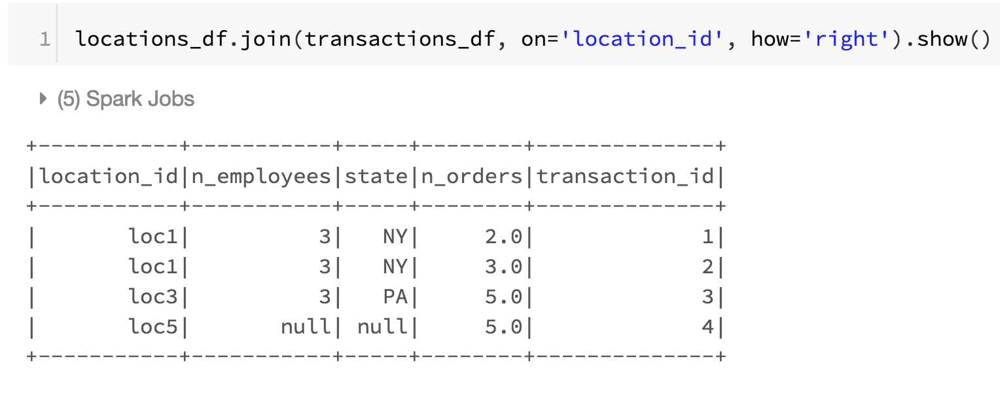 1 locations_df.join(transactions_df, on='location_id', how='right').show()
(5) Spark Jobs
+-----------+-----------+-----+--------+--------------+
|location_id|n_employees|state|n_orders|transaction_id|
+-----------+-----------+-----+--------+--------------+
|       loc1|          3|   NY|     2.0|             1|
|       loc1|          3|   NY|     3.0|             2|
|       loc3|          3|   PA|     5.0|             3|
|       loc5|       null| null|     5.0|             4|
+-----------+-----------+-----+--------+--------------+